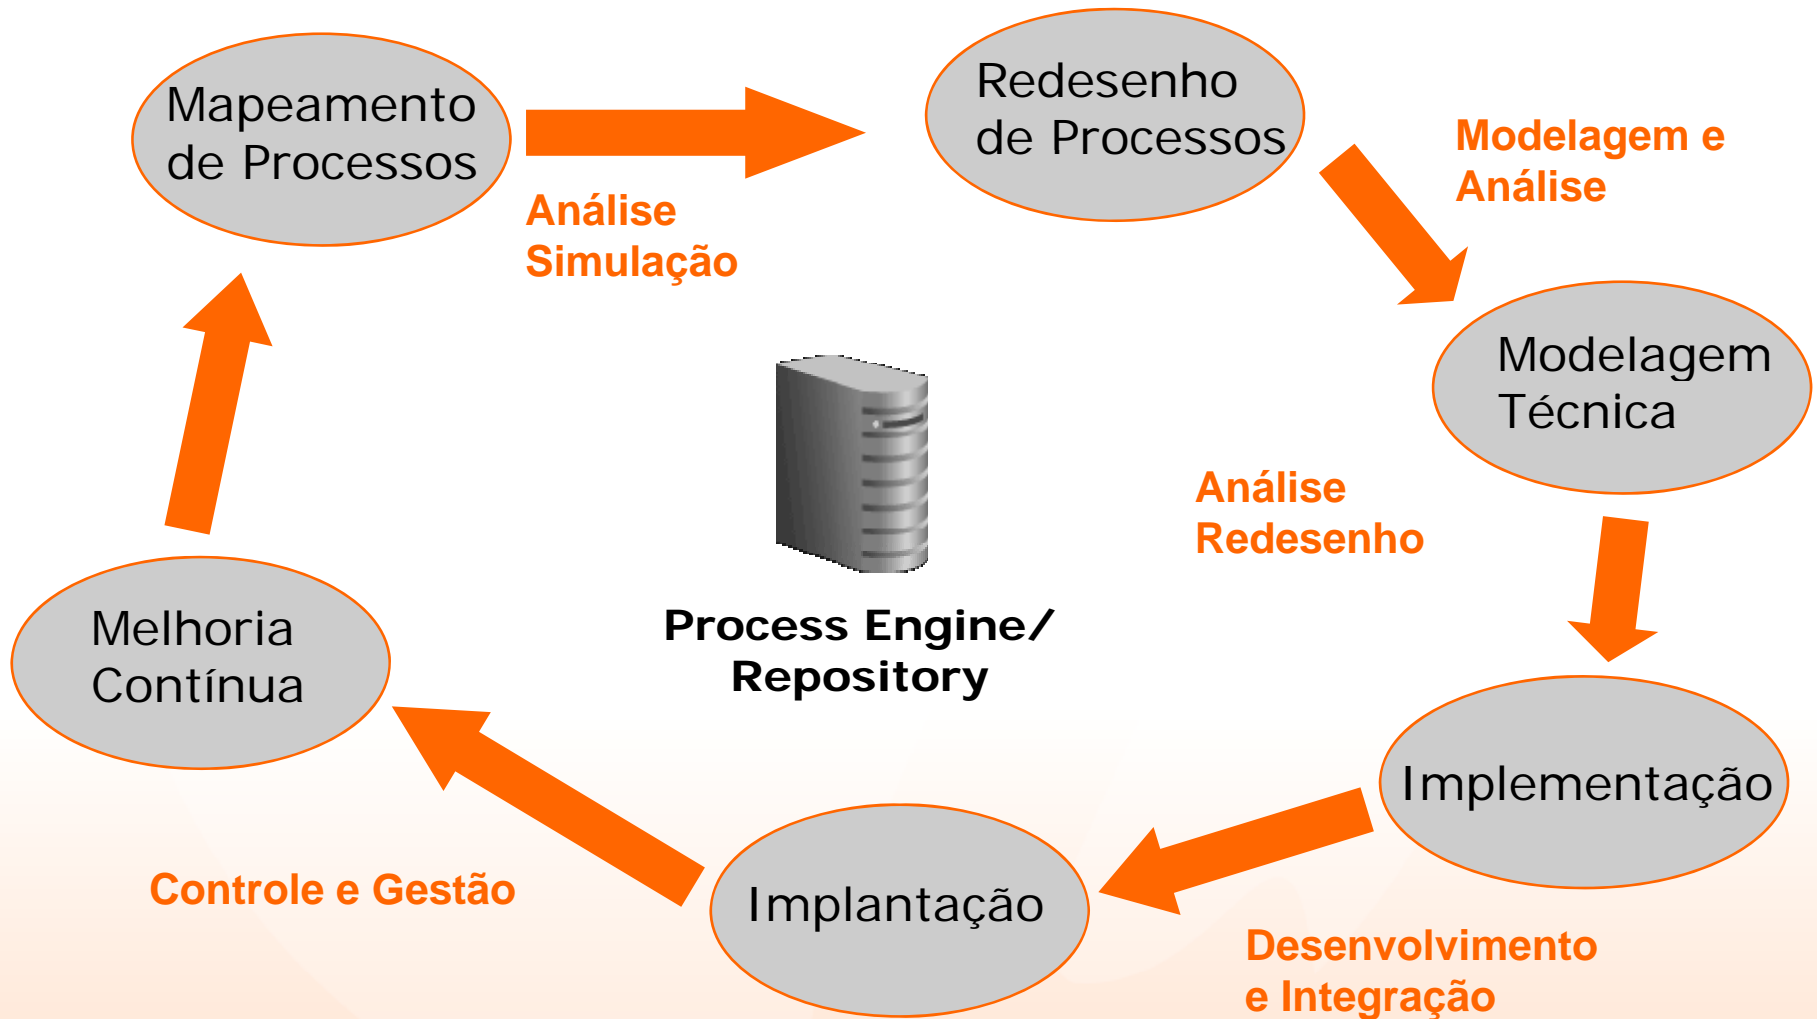 Mapeamento
de Processos
Análise
Simulação
Redesenho
de Processos
Modelagem e
Análise
Modelagem
Técnica
Análise
Redesenho
Implementação
Desenvolvimento
e Integração
Implantação
Controle e Gestão
Melhoria
Contínua
Process Engine/
Repository